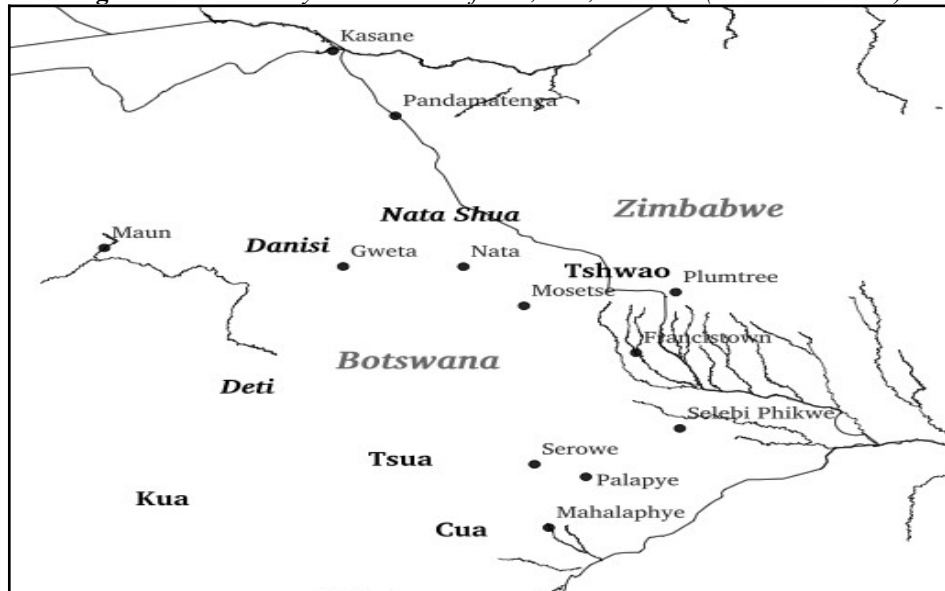 Kasane
Pandamatenga
Zimbabwe
Nata Shua
Maun
Danisi
Gweta
Nata
Tshwao
Plumtree
Mosetse
Francistown
Botswana
Deti
Selebi Phikwe
Serowe
Tsua
Palapye
Kua
Mahalaphye
Cua